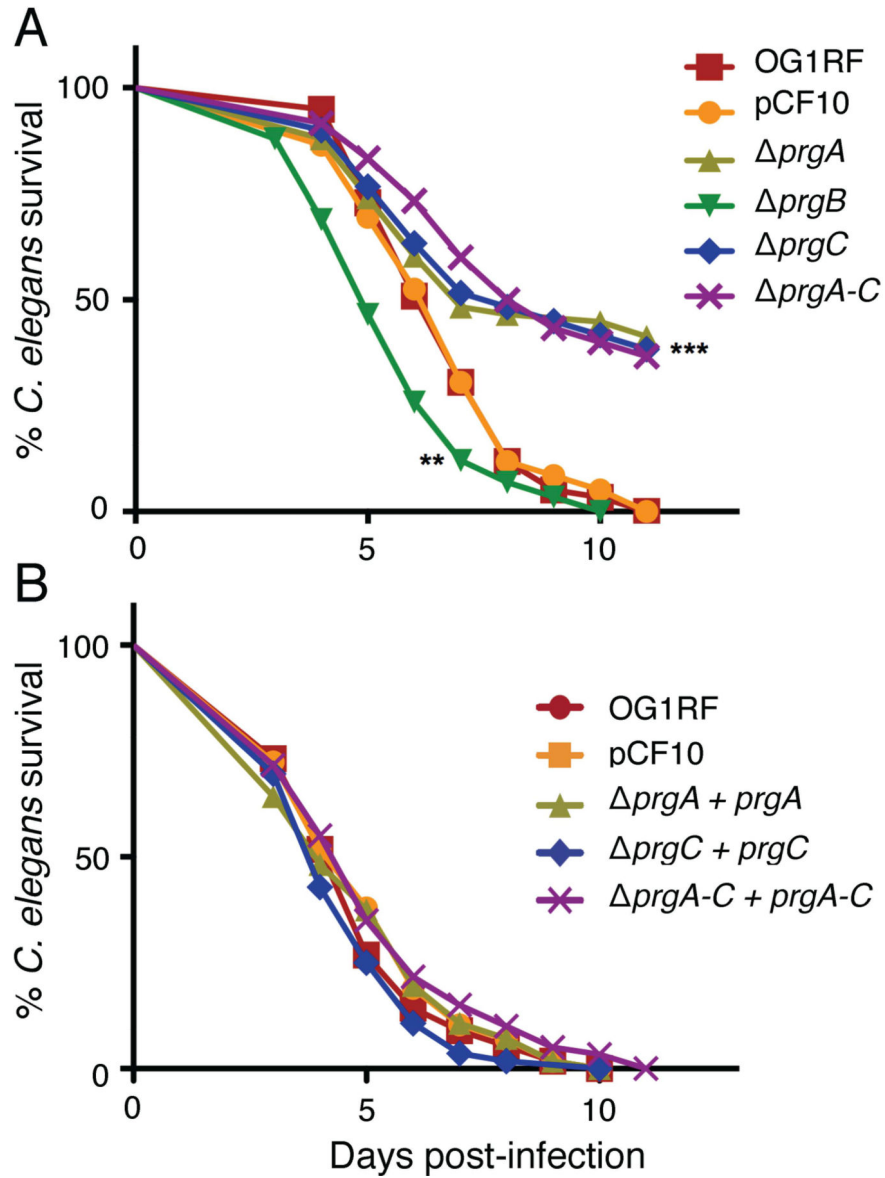 A
% C. elegans survival
100
50
0
0
5
10
OG1RF
pCF10
ΔprgA
ΔprgB
ΔprgC
ΔprgA-C
***
**
B
% C. elegans survival
100
50
0
0
5
10
OG1RF
pCF10
ΔprgA + prgA
ΔprgC + prgC
ΔprgA-C + prgA-C
Days post-infection